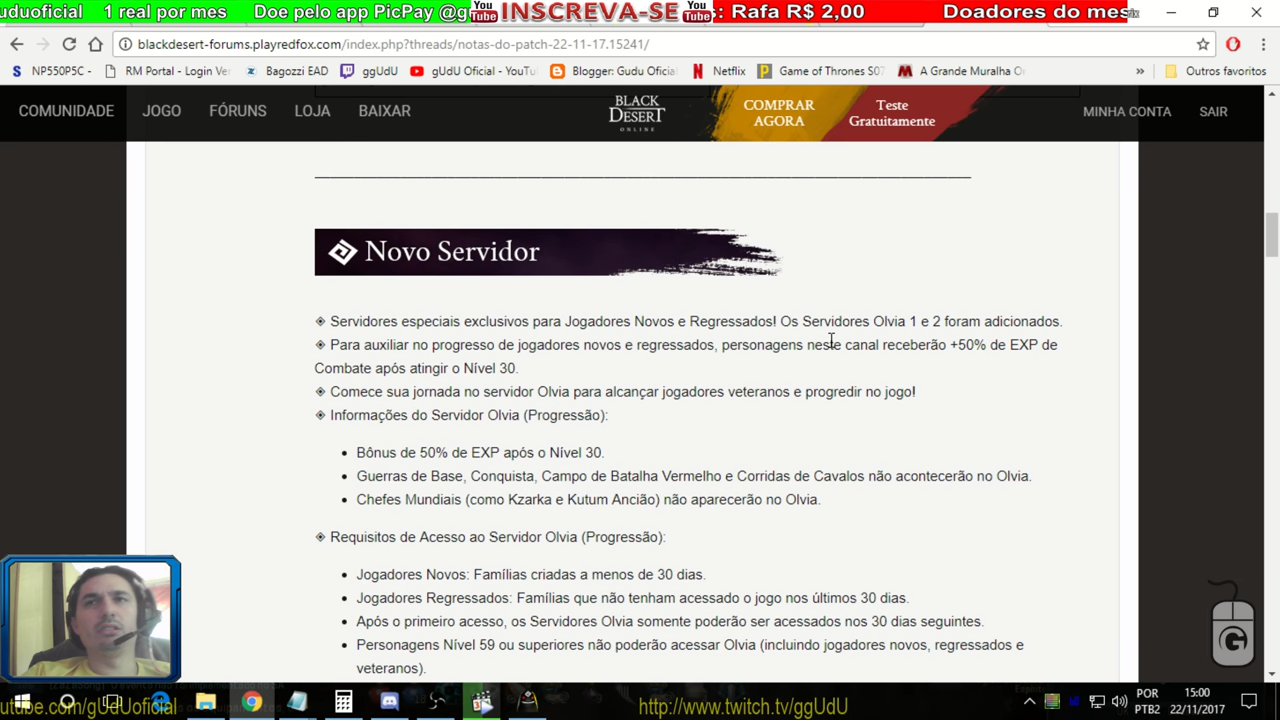 uduoficial 1 real por mes Doe pelo app PicPay @g You Tube INSCREVA-SE You Tube s: Rafa R$ 2,00 Doadores do mes
blackdesert-forums.playredfox.com/index.php?threads/notas-do-patch-22-11-17.15241/
NP550P5C - RM Portal - Login Ve Bagozzi EAD ggUdU gUdU Oficial - YouTu Blogger: Gudu Oficia Netflix Game of Thrones S07 A Grande Muralha On » Outros favoritos
COMUNIDADE JOGO FÓRUNS LOJA BAIXAR
BLACK
DESERT
ONLINE
COMPRAR
AGORA
Teste
Gratuitamente
MINHA CONTA SAIR
Novo Servidor
Servidores especiais exclusivos para Jogadores Novos e Regressados! Os Servidores Olvia 1 e 2 foram adicionados.
Para auxiliar no progresso de jogadores novos e regressados, personagens neste canal receberão +50% de EXP de
Combate após atingir o Nível 30.
Comece sua jornada no servidor Olvia para alcançar jogadores veteranos e progredir no jogo!
Informações do Servidor Olvia (Progressão):
Bônus de 50% de EXP após o Nível 30.
Guerras de Base, Conquista, Campo de Batalha Vermelho e Corridas de Cavalos não acontecerão no Olvia.
Chefes Mundiais (como Kzarka e Kutum Ancião) não aparecerão no Olvia.
Requisitos de Acesso ao Servidor Olvia (Progressão):
Jogadores Novos: Famílias criadas a menos de 30 dias.
Jogadores Regressados: Famílias que não tenham acessado o jogo nos últimos 30 dias.
Após o primeiro acesso, os Servidores Olvia somente poderão ser acessados nos 30 dias seguintes.
Personagens Nível 59 ou superiores não poderão acessar Olvia (incluindo jogadores novos, regressados e
veteranos).
G
utube.com/gUdUoficial
http://www.twitch.tv/ggUdU
POR
PTB2
15:00
22/11/2017